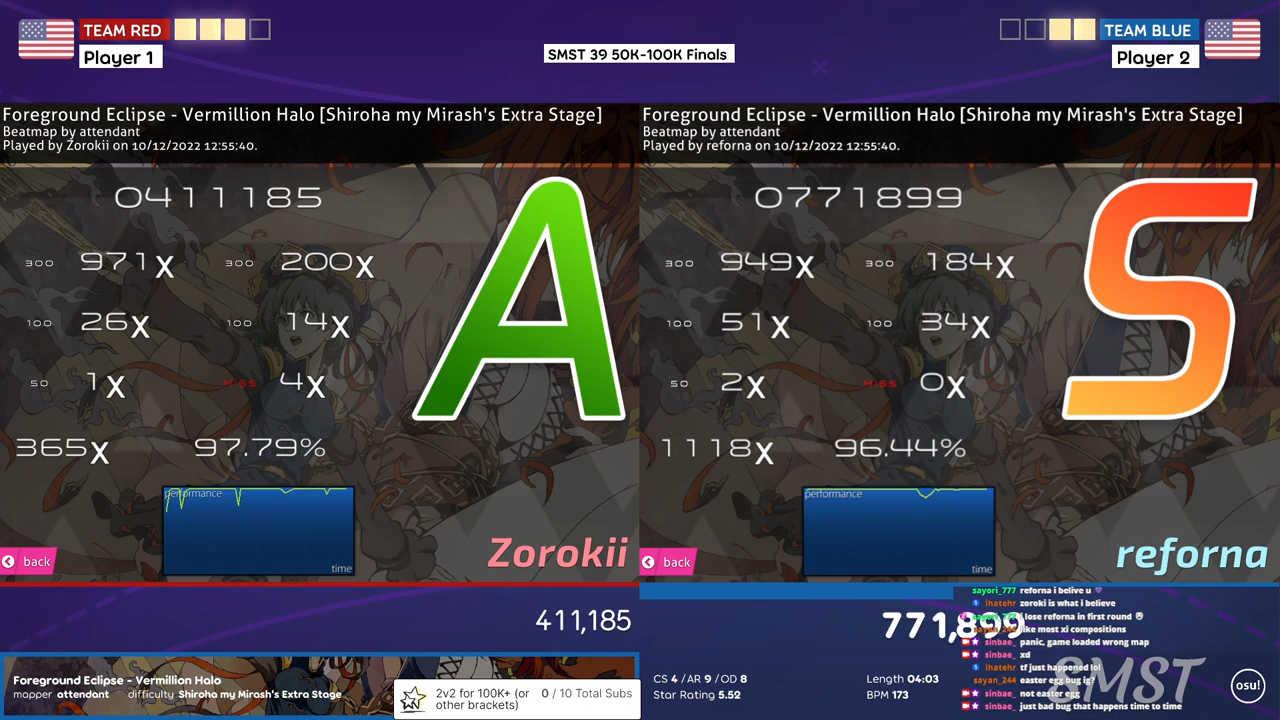 TEAM RED
Player 1
SMST 39 50K-100K Finals
TEAM BLUE
Player 2
Foreground Eclipse - Vermillion Halo [Shiroha my Mirash's Extra Stage]
Beatmap by attendant
Played by Zorokii on 10/12/2022 12:55:40.
0411185
300 971x 300 200x
100 26x 100 14x
50 1x MISS 4x
365x 97.79%
A
performance
time
back
Zorokii
Foreground Eclipse - Vermillion Halo [Shiroha my Mirash's Extra Stage]
Beatmap by attendant
Played by reforna on 10/12/2022 12:55:40.
0771899
300 949x 300 184x
100 51x 100 34x
50 2x MISS 0x
1118x 96.44%
S
performance
time
back
reforna
411,185
771,899
Foreground Eclipse - Vermillion Halo
mapper attendant difficulty Shiroha my Mirash's Extra Stage
2v2 for 100K+ (or other brackets)
0 / 10 Total Subs
CS 4 / AR 9 / OD 8
Star Rating 5.52
Length 04:03
BPM 173
sayori_777 reforna i belive u
ihatehr zoroki is what i believe
i lose reforna in first round
like most xi compositions
sinbae_ panic, game loaded wrong map
sinbae_ xd
ihatehr tf just happened lol
sayan_244 easter egg bug ig?
sinbae_ not easter egg
sinbae_ just bad bug that happens time to time
SMST
osu!